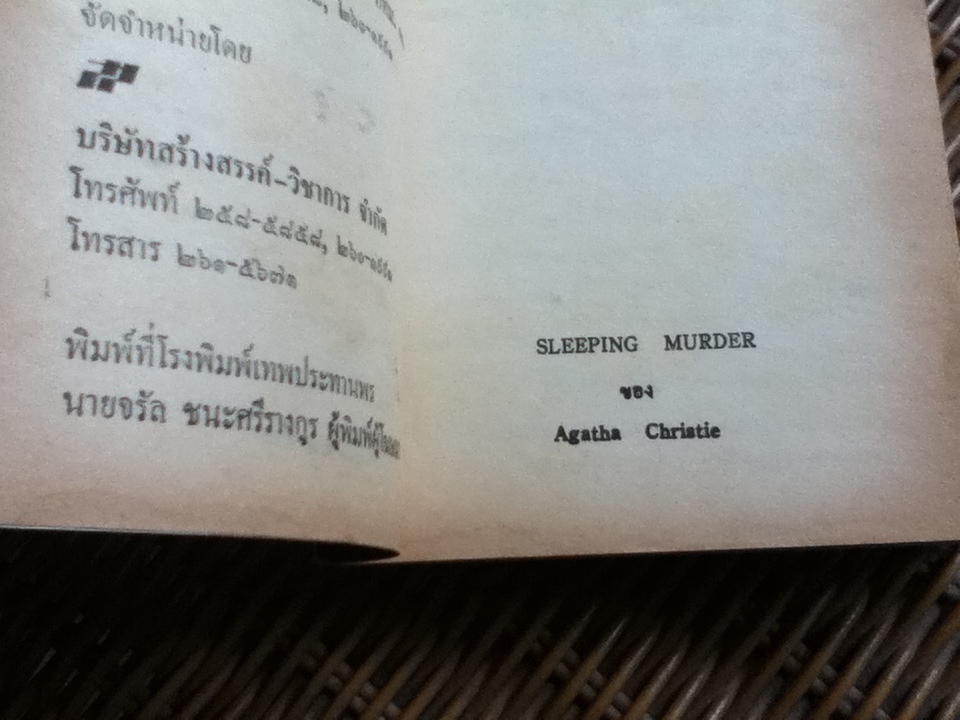 จัดจำหน่ายโดย
บริษัทสร้างสรรค์-วิชาการ จำกัด
โทรศัพท์ ๒๕๘-๕๘๕๘,
โทรสาร ๒๖๑-๕๖๗๑
พิมพ์ที่โรงพิมพ์เทพประทานพร
นายจรัล ชนะศรีรางกูร
SLEEPING MURDER
ของ
Agatha Christie